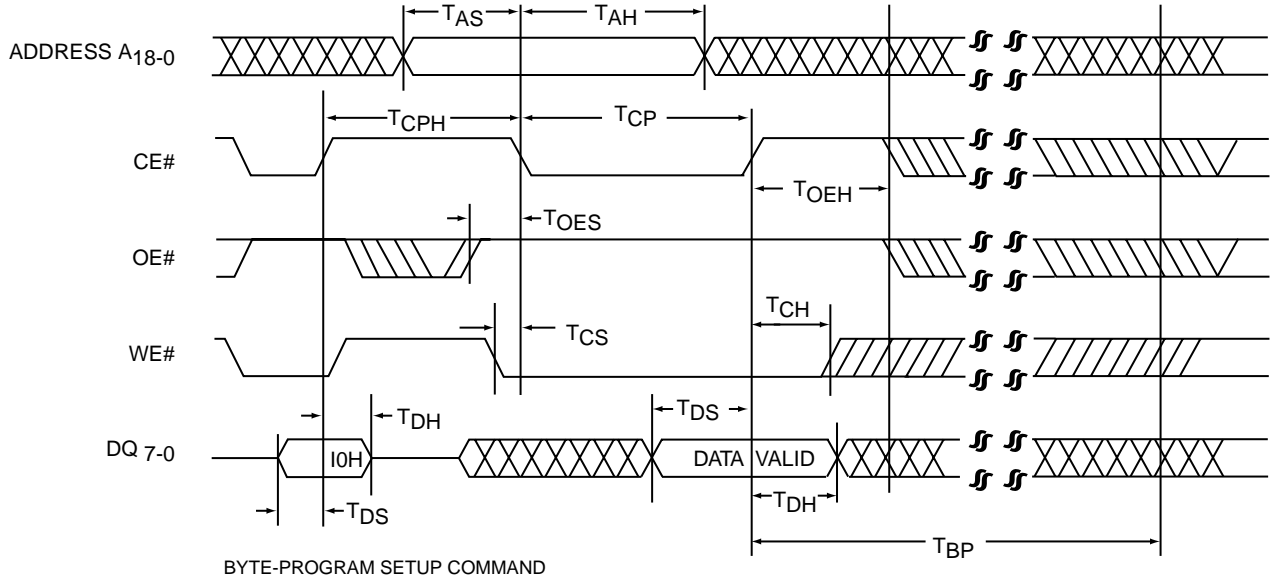 TAS TAH
ADDRESS A18-0
TCPH TCP
CE#
TOEH
TOES
OE#
TCH
TCS
WE#
TDH TDS
DQ 7-0 I0H DATA VALID
TDS TDH
TBP
BYTE-PROGRAM SETUP COMMAND